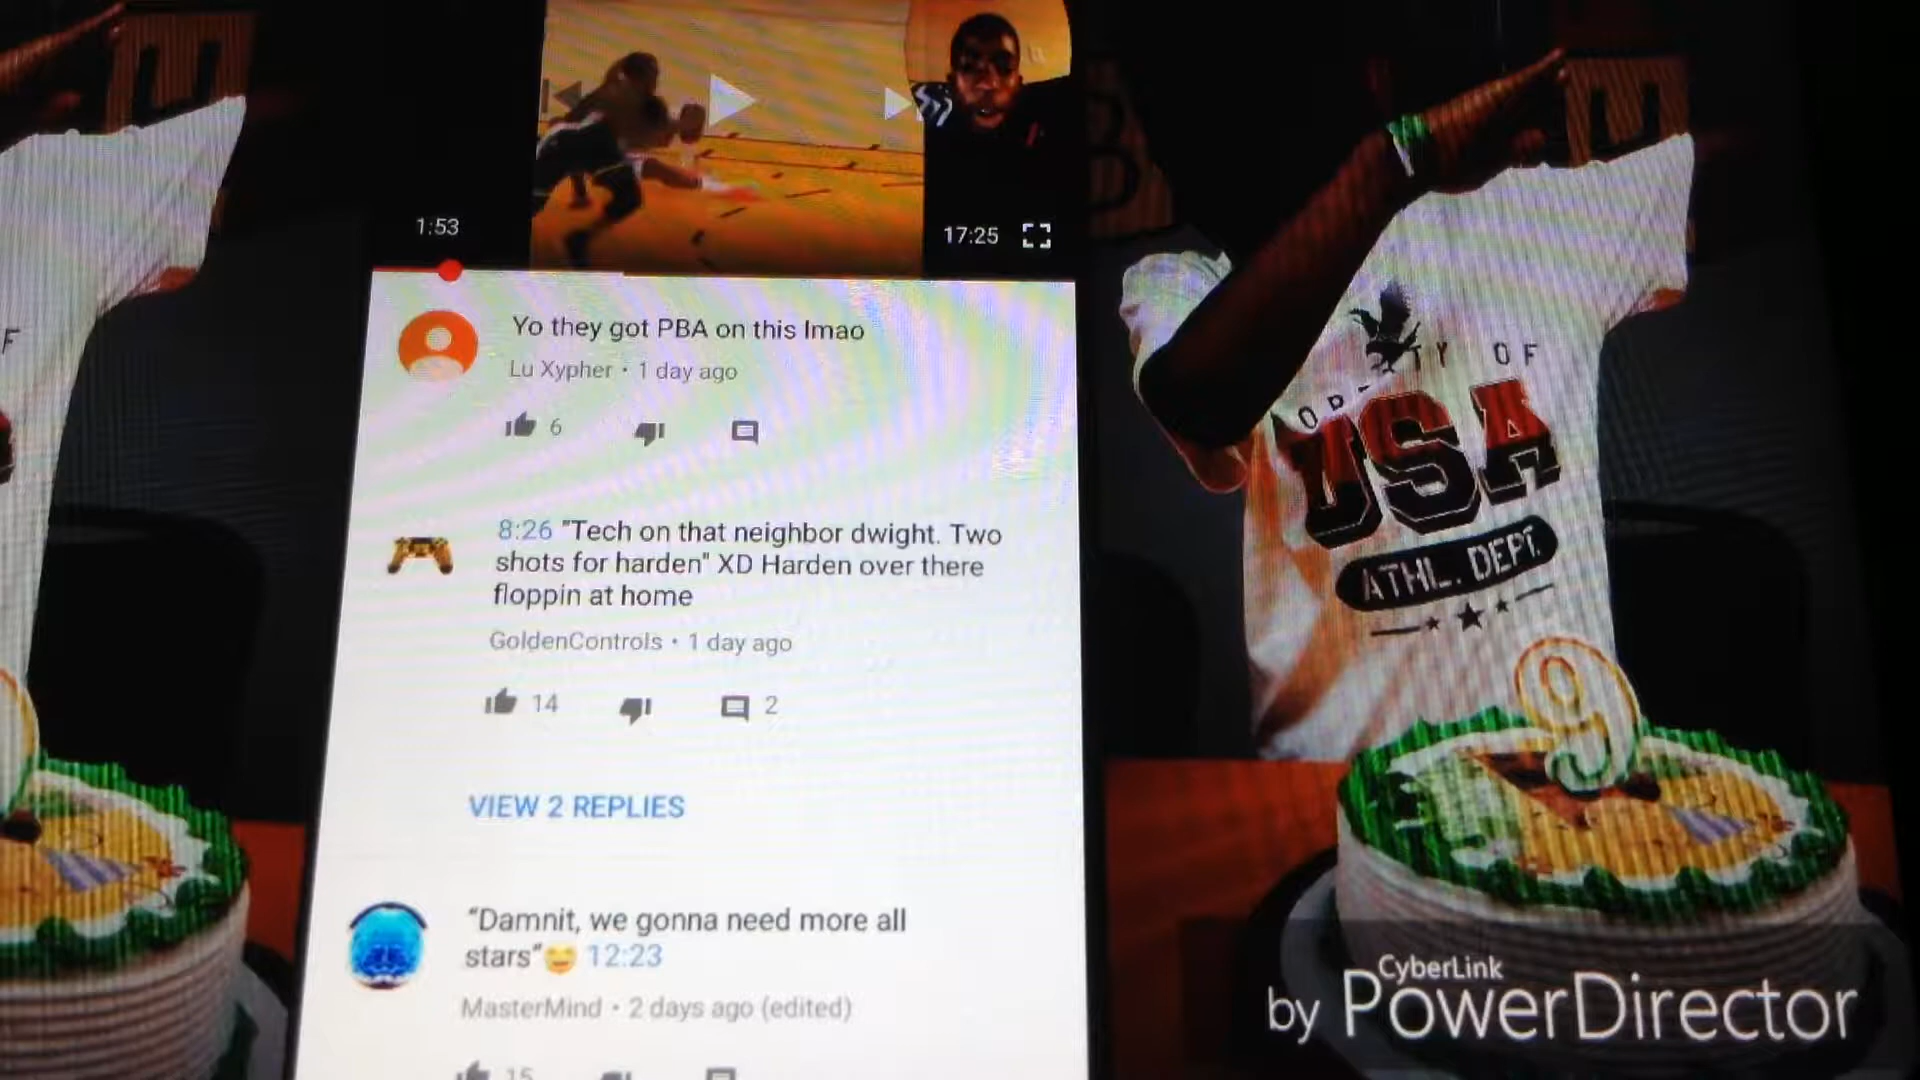 1:53
17:25
Yo they got PBA on this lmao
Lu Xypher • 1 day ago
6
8:26 "Tech on that neighbor dwight. Two
shots for harden" XD Harden over there
floppin at home
GoldenControls • 1 day ago
14
2
VIEW 2 REPLIES
“Damnit, we gonna need more all
stars”😄 12:23
MasterMind • 2 days ago (edited)
15
TY OF
USA
ATHL. DEPT.
9
CyberLink
by PowerDirector